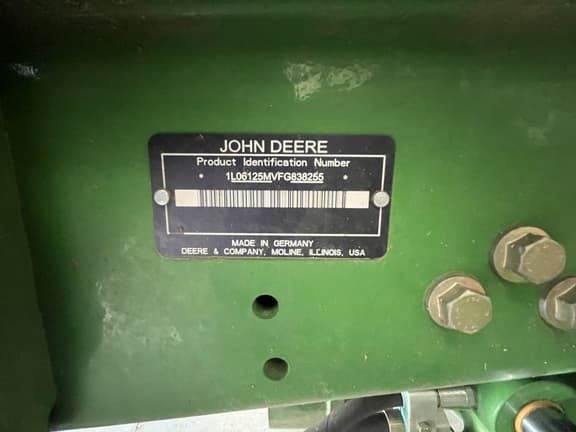 JOHN DEERE
Product Identification Number
* 1L06125MVFG838255 *
MADE IN GERMANY
DEERE & COMPANY, MOLINE, ILLINOIS, USA